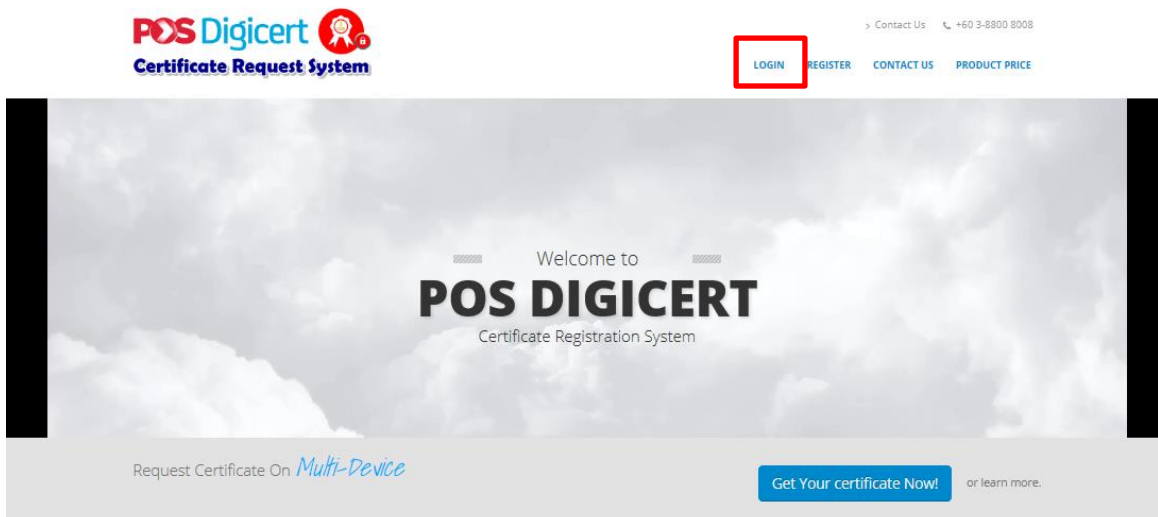 POS Digicert
Certificate Request System
> Contact Us +60 3-8800 8008
LOGIN REGISTER CONTACT US PRODUCT PRICE
Welcome to
POS DIGICERT
Certificate Registration System
Request Certificate On Multi-Device
Get Your certificate Now! or learn more.